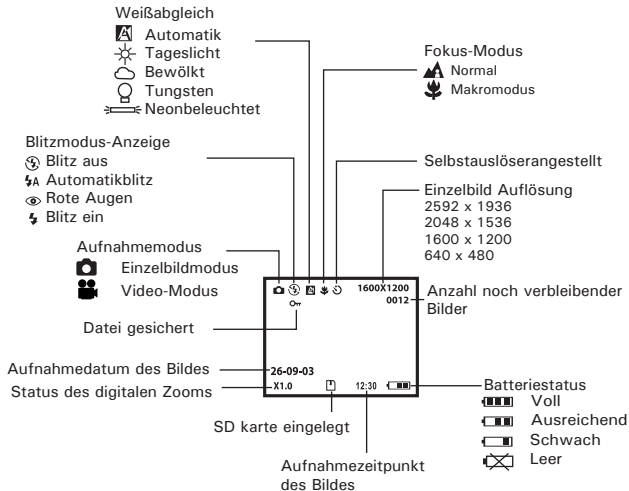 Weißabgleich
Automatik
Tageslicht
Bewölkt
Tungsten
Neonbeleuchtet
Fokus-Modus
Normal
Makromodus
Blitzmodus-Anzeige
Blitz aus
Automatikblitz
Rote Augen
Blitz ein
Selbstauslöserangestellt
Einzelbild Auflösung
2592 x 1936
2048 x 1536
1600 x 1200
640 x 480
Aufnahmemodus
Einzelbildmodus
Video-Modus
1600X1200
0012
Anzahl noch verbleibender
Bilder
Datei gesichert
Aufnahmedatum des Bildes
26-09-03
Status des digitalen Zooms
X1.0
12:30
Batteriestatus
Voll
Ausreichend
Schwach
Leer
SD karte eingelegt
Aufnahmezeitpunkt
des Bildes